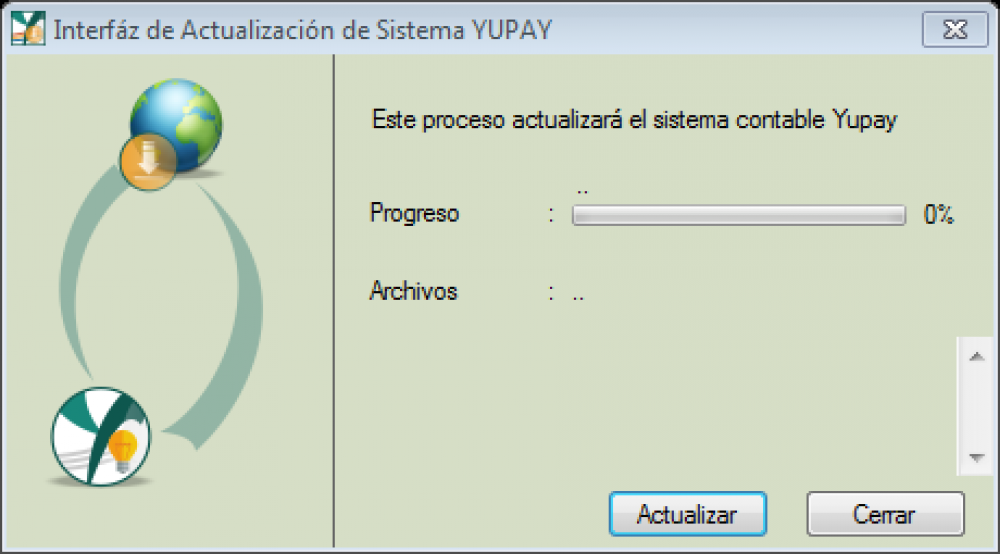 Interfáz de Actualización de Sistema YUPAY
Este proceso actualizará el sistema contable Yupay
..
Progreso : 0%
Archivos : ..
Actualizar Cerrar